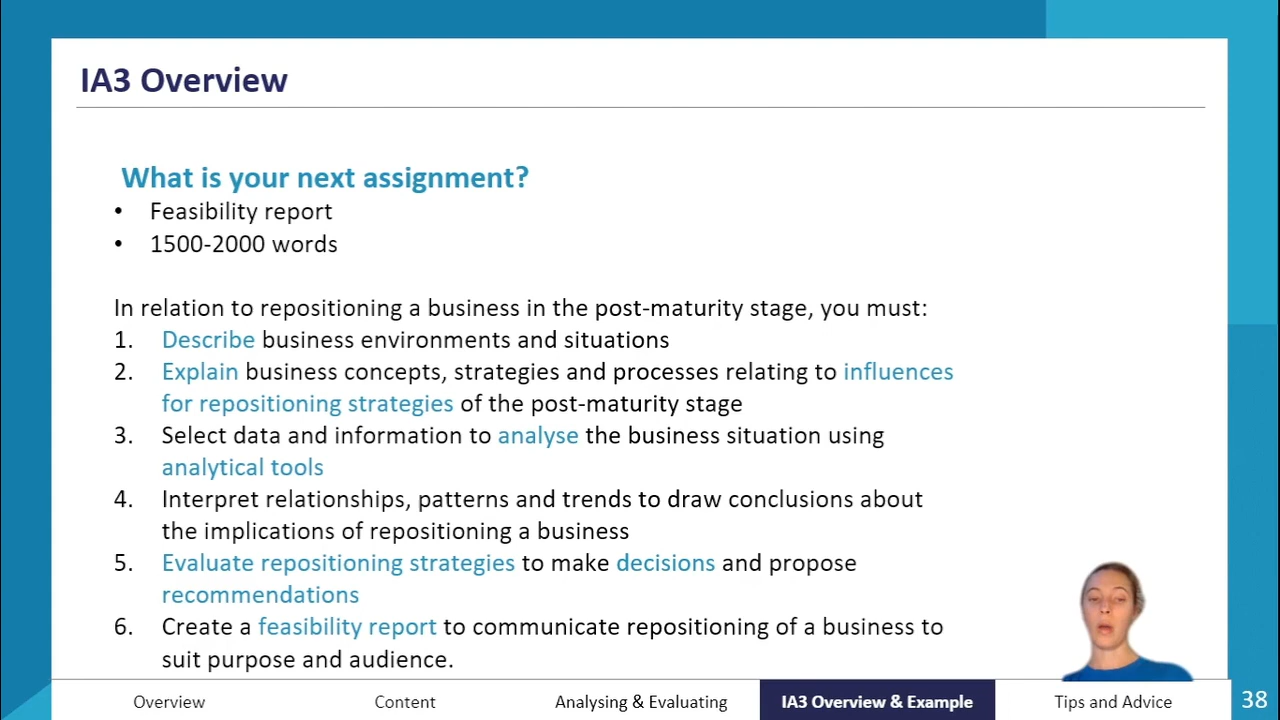 IA3 Overview
What is your next assignment?
• Feasibility report
• 1500-2000 words
In relation to repositioning a business in the post-maturity stage, you must:
1. Describe business environments and situations
2. Explain business concepts, strategies and processes relating to influences
for repositioning strategies of the post-maturity stage
3. Select data and information to analyse the business situation using
analytical tools
4. Interpret relationships, patterns and trends to draw conclusions about
the implications of repositioning a business
5. Evaluate repositioning strategies to make decisions and propose
recommendations
6. Create a feasibility report to communicate repositioning of a business to
suit purpose and audience.
Overview Content Analysing & Evaluating IA3 Overview & Example Tips and Advice 38